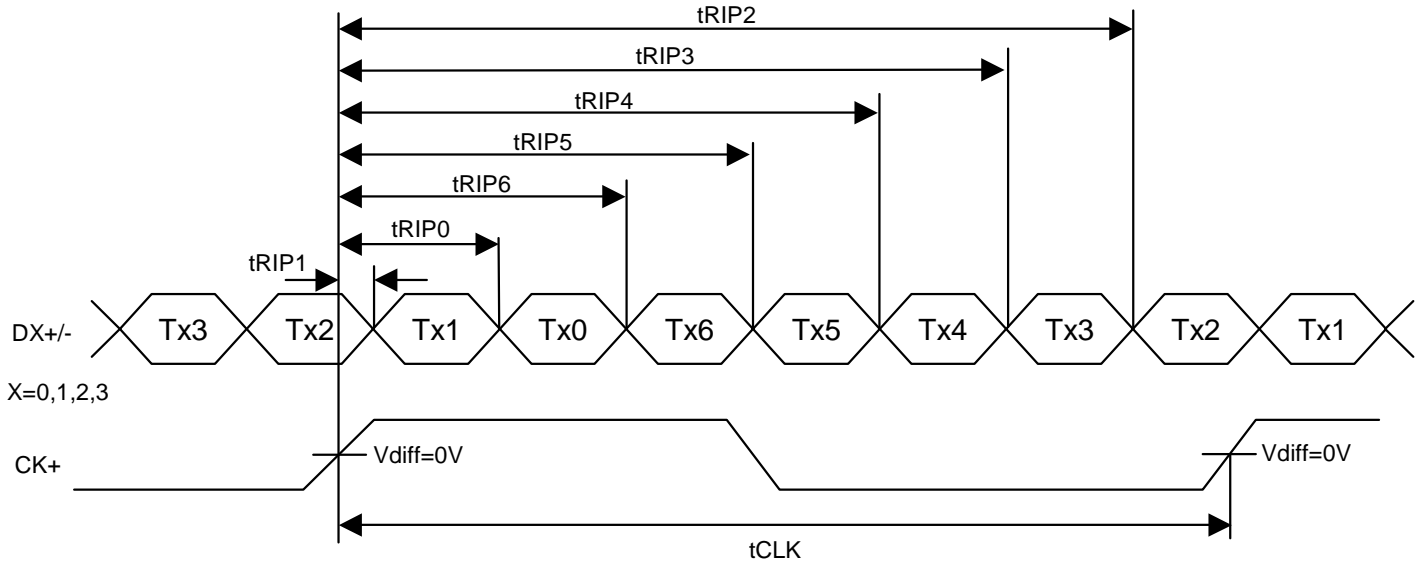 tRIP2
tRIP3
tRIP4
tRIP5
tRIP6
tRIP0
tRIP1
DX+/- Tx3 Tx2 Tx1 Tx0 Tx6 Tx5 Tx4 Tx3 Tx2 Tx1
X=0,1,2,3
CK+ Vdiff=0V Vdiff=0V
tCLK